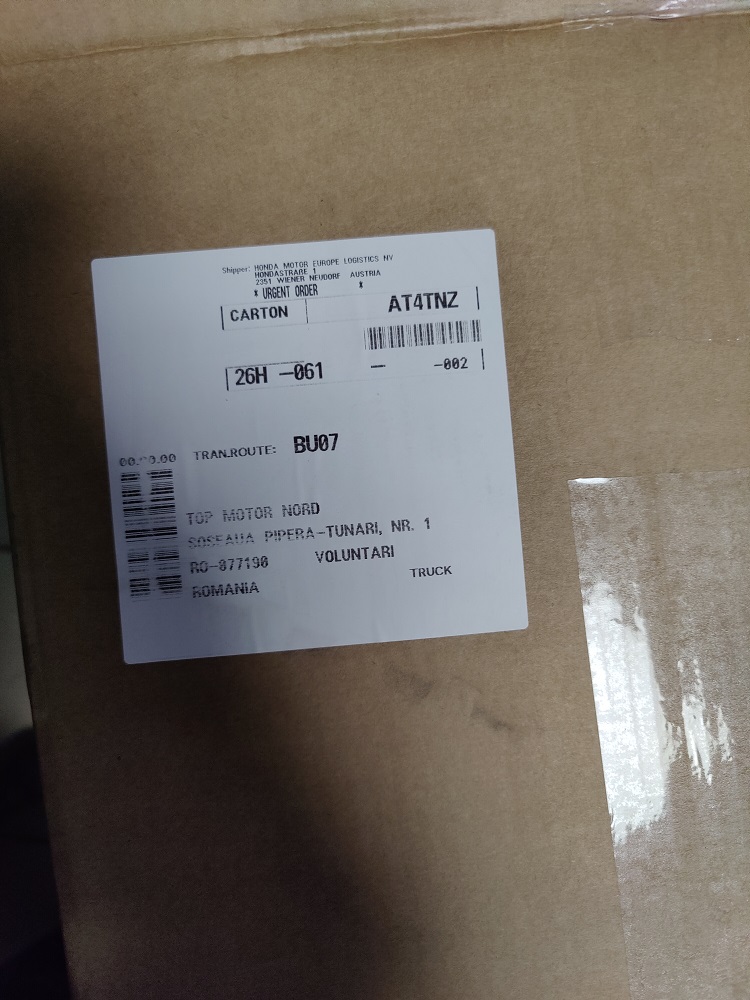 Shipper: HONDA MOTOR EUROPE LOGISTICS NV
HONDASTRARE 1
2351 WIENER NEUDORF AUSTRIA
* URGENT ORDER *
CARTON AT4TNZ
26H -061 - -002
TRAN.ROUTE: BU07
TOP MOTOR NORD
SOSEAUA PIPERA-TUNARI, NR. 1
RO-077190 VOLUNTARI
ROMANIA TRUCK